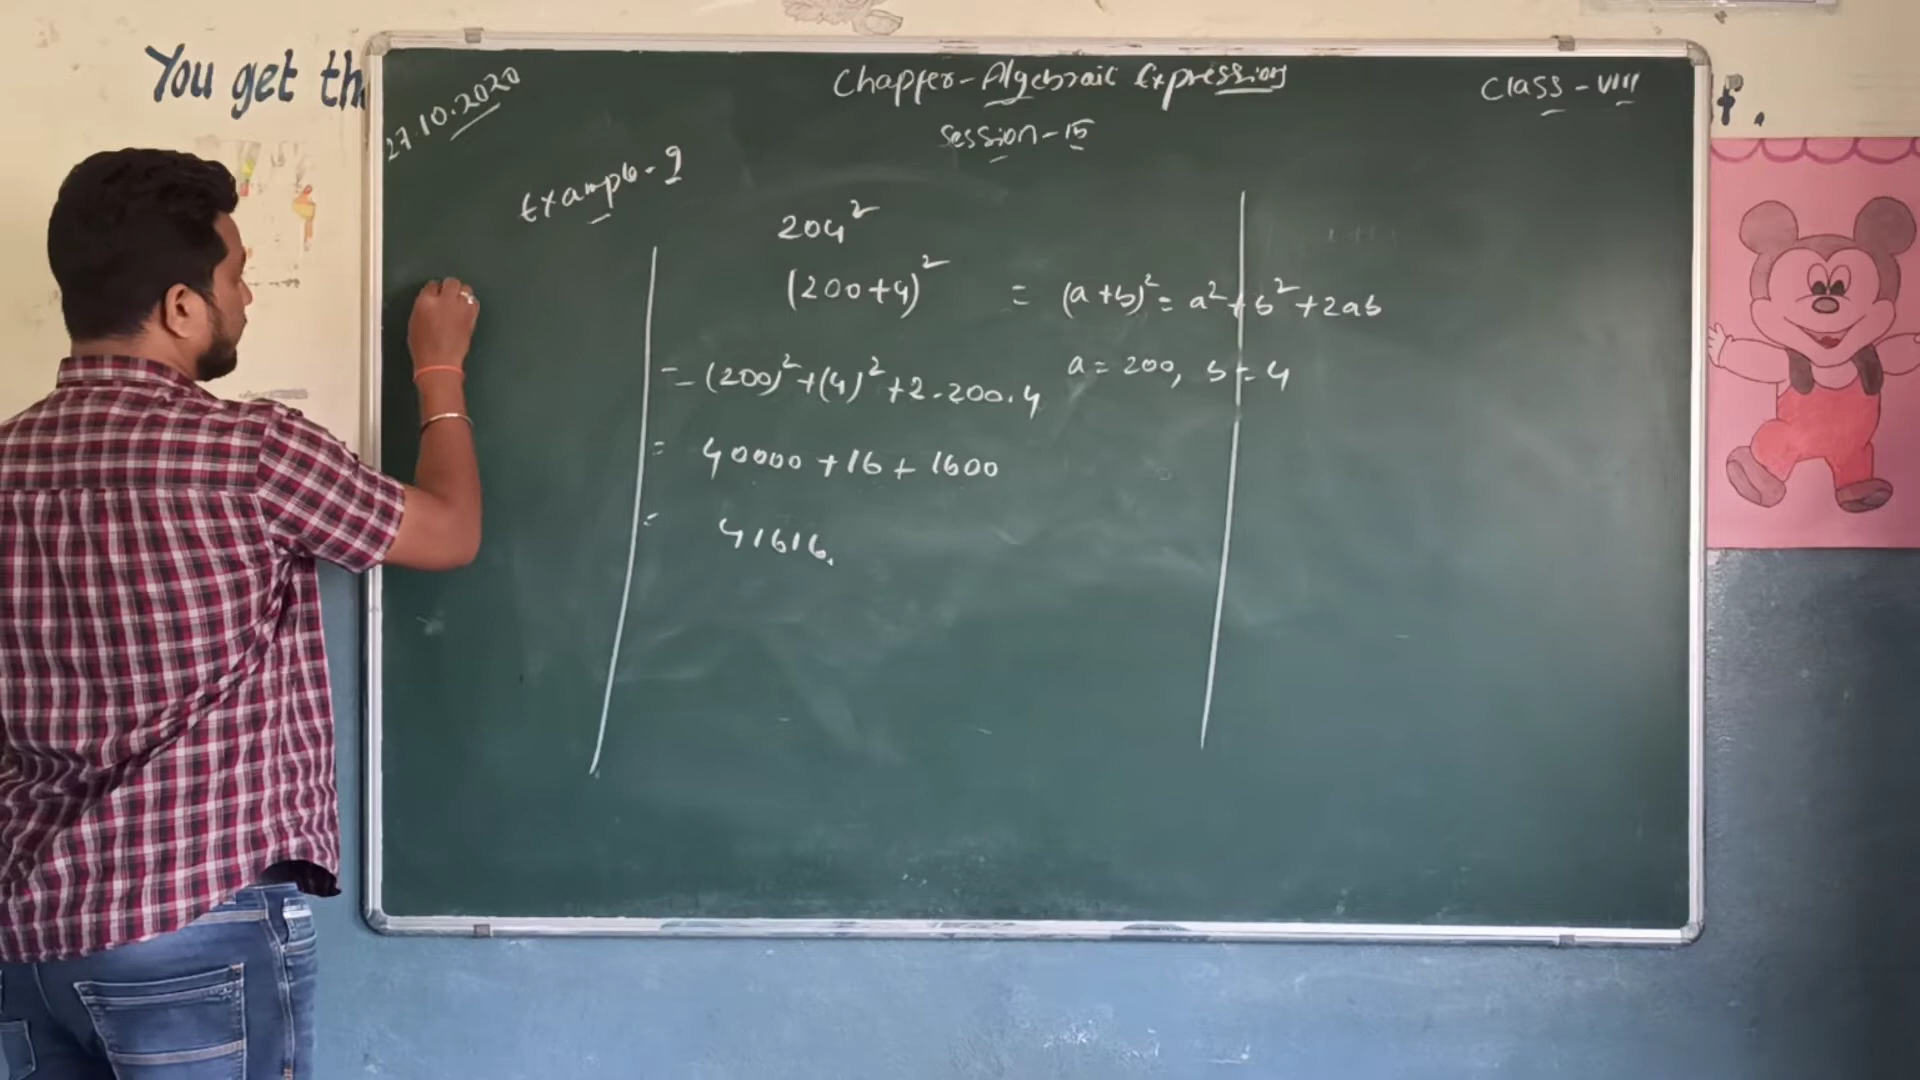 You get th
t.
27.10.2020
Chapter-Algebraic Expressions
Class-VIII
Session-15
Example-9
204²
(200+4)² = (a+b)² = a²+b²+2ab
= (200)²+(4)²+2.200.4
a=200, b=4
= 40000+16+1600
= 41616.